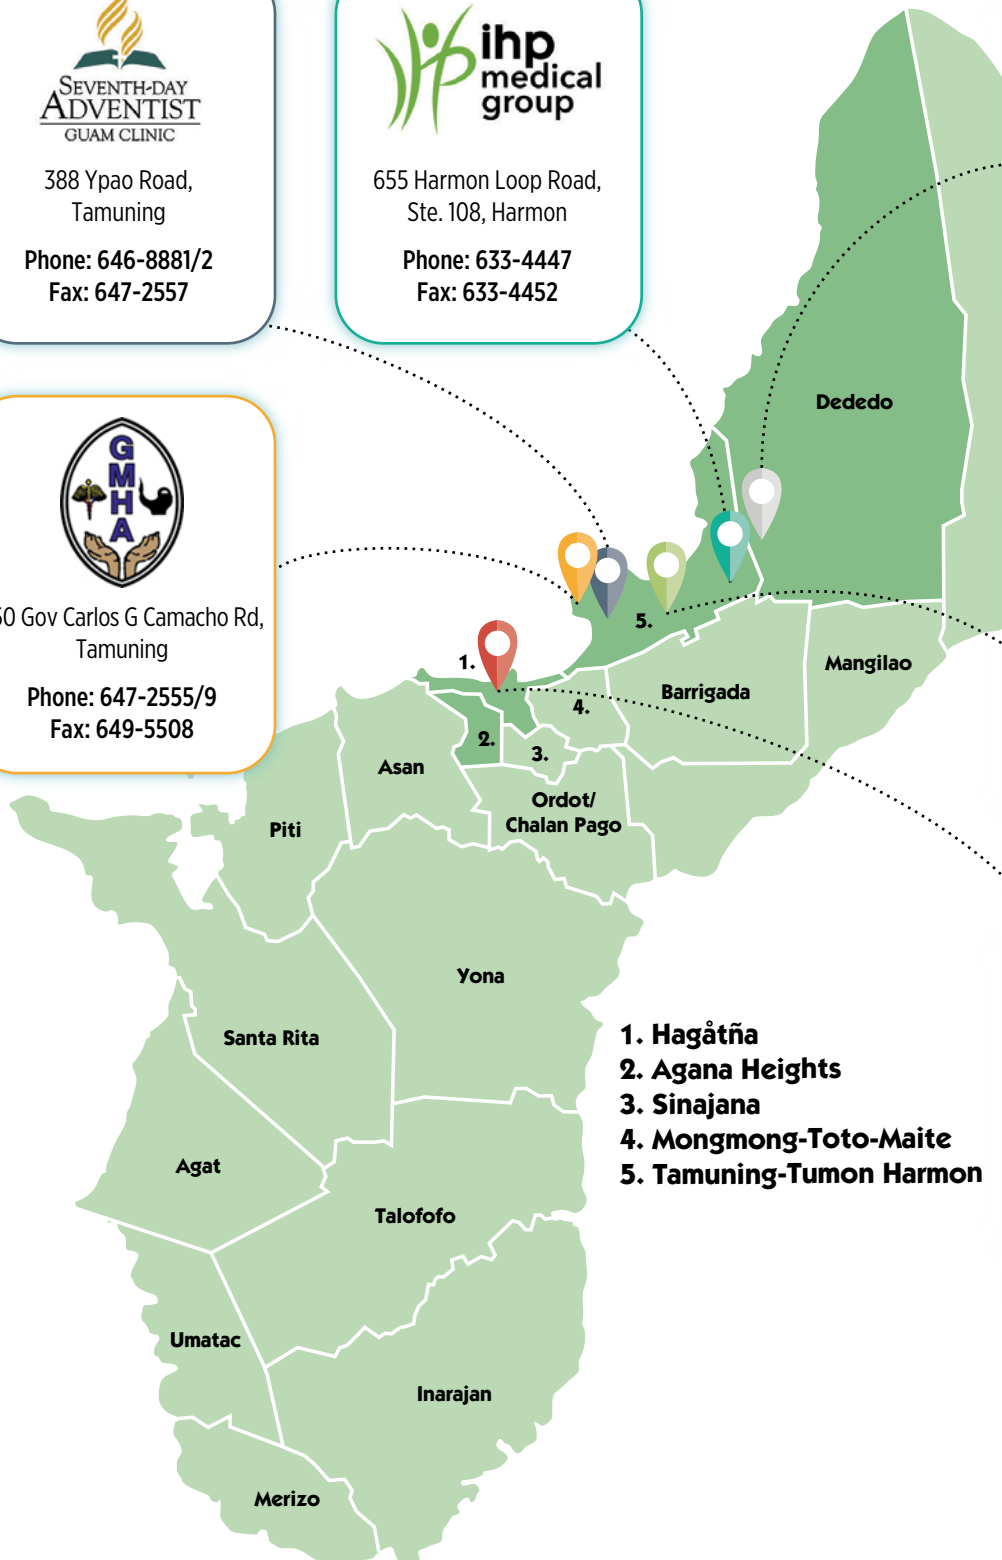 SEVENTH-DAY
ADVENTIST
GUAM CLINIC
388 Ypao Road,
Tamuning
Phone: 646-8881/2
Fax: 647-2557
ihp
medical
group
655 Harmon Loop Road,
Ste. 108, Harmon
Phone: 633-4447
Fax: 633-4452
GMHA
Gov Carlos G Camacho Rd,
Tamuning
Phone: 647-2555/9
Fax: 649-5508
Dededo
5.
1.
Mangilao
Barrigada
4.
2.
3.
Asan
Ordot/
Chalan Pago
Piti
Yona
Santa Rita
1. Hagåtña
2. Agana Heights
3. Sinajana
4. Mongmong-Toto-Maite
5. Tamuning-Tumon Harmon
Agat
Talofofo
Umatac
Inarajan
Merizo